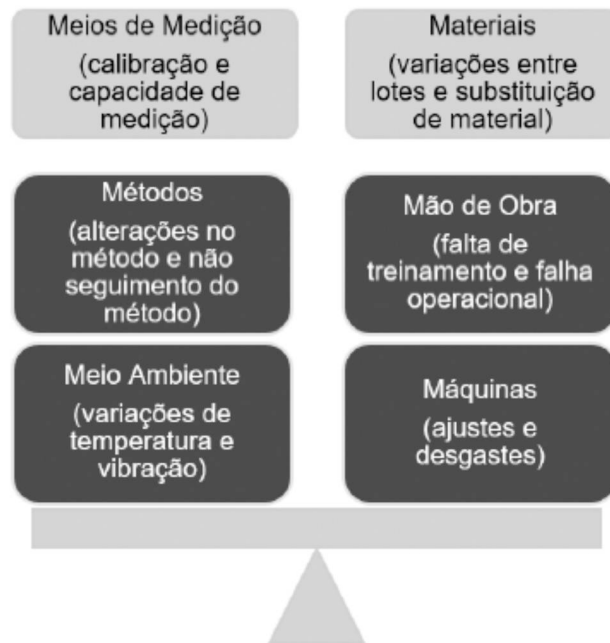 Meios de Medição
(calibração e
capacidade de
medição)
Materiais
(variações entre
lotes e substituição
de material)
Métodos
(alterações no
método e não
seguimento do
método)
Mão de Obra
(falta de
treinamento e falha
operacional)
Meio Ambiente
(variações de
temperatura e
vibração)
Máquinas
(ajustes e
desgastes)